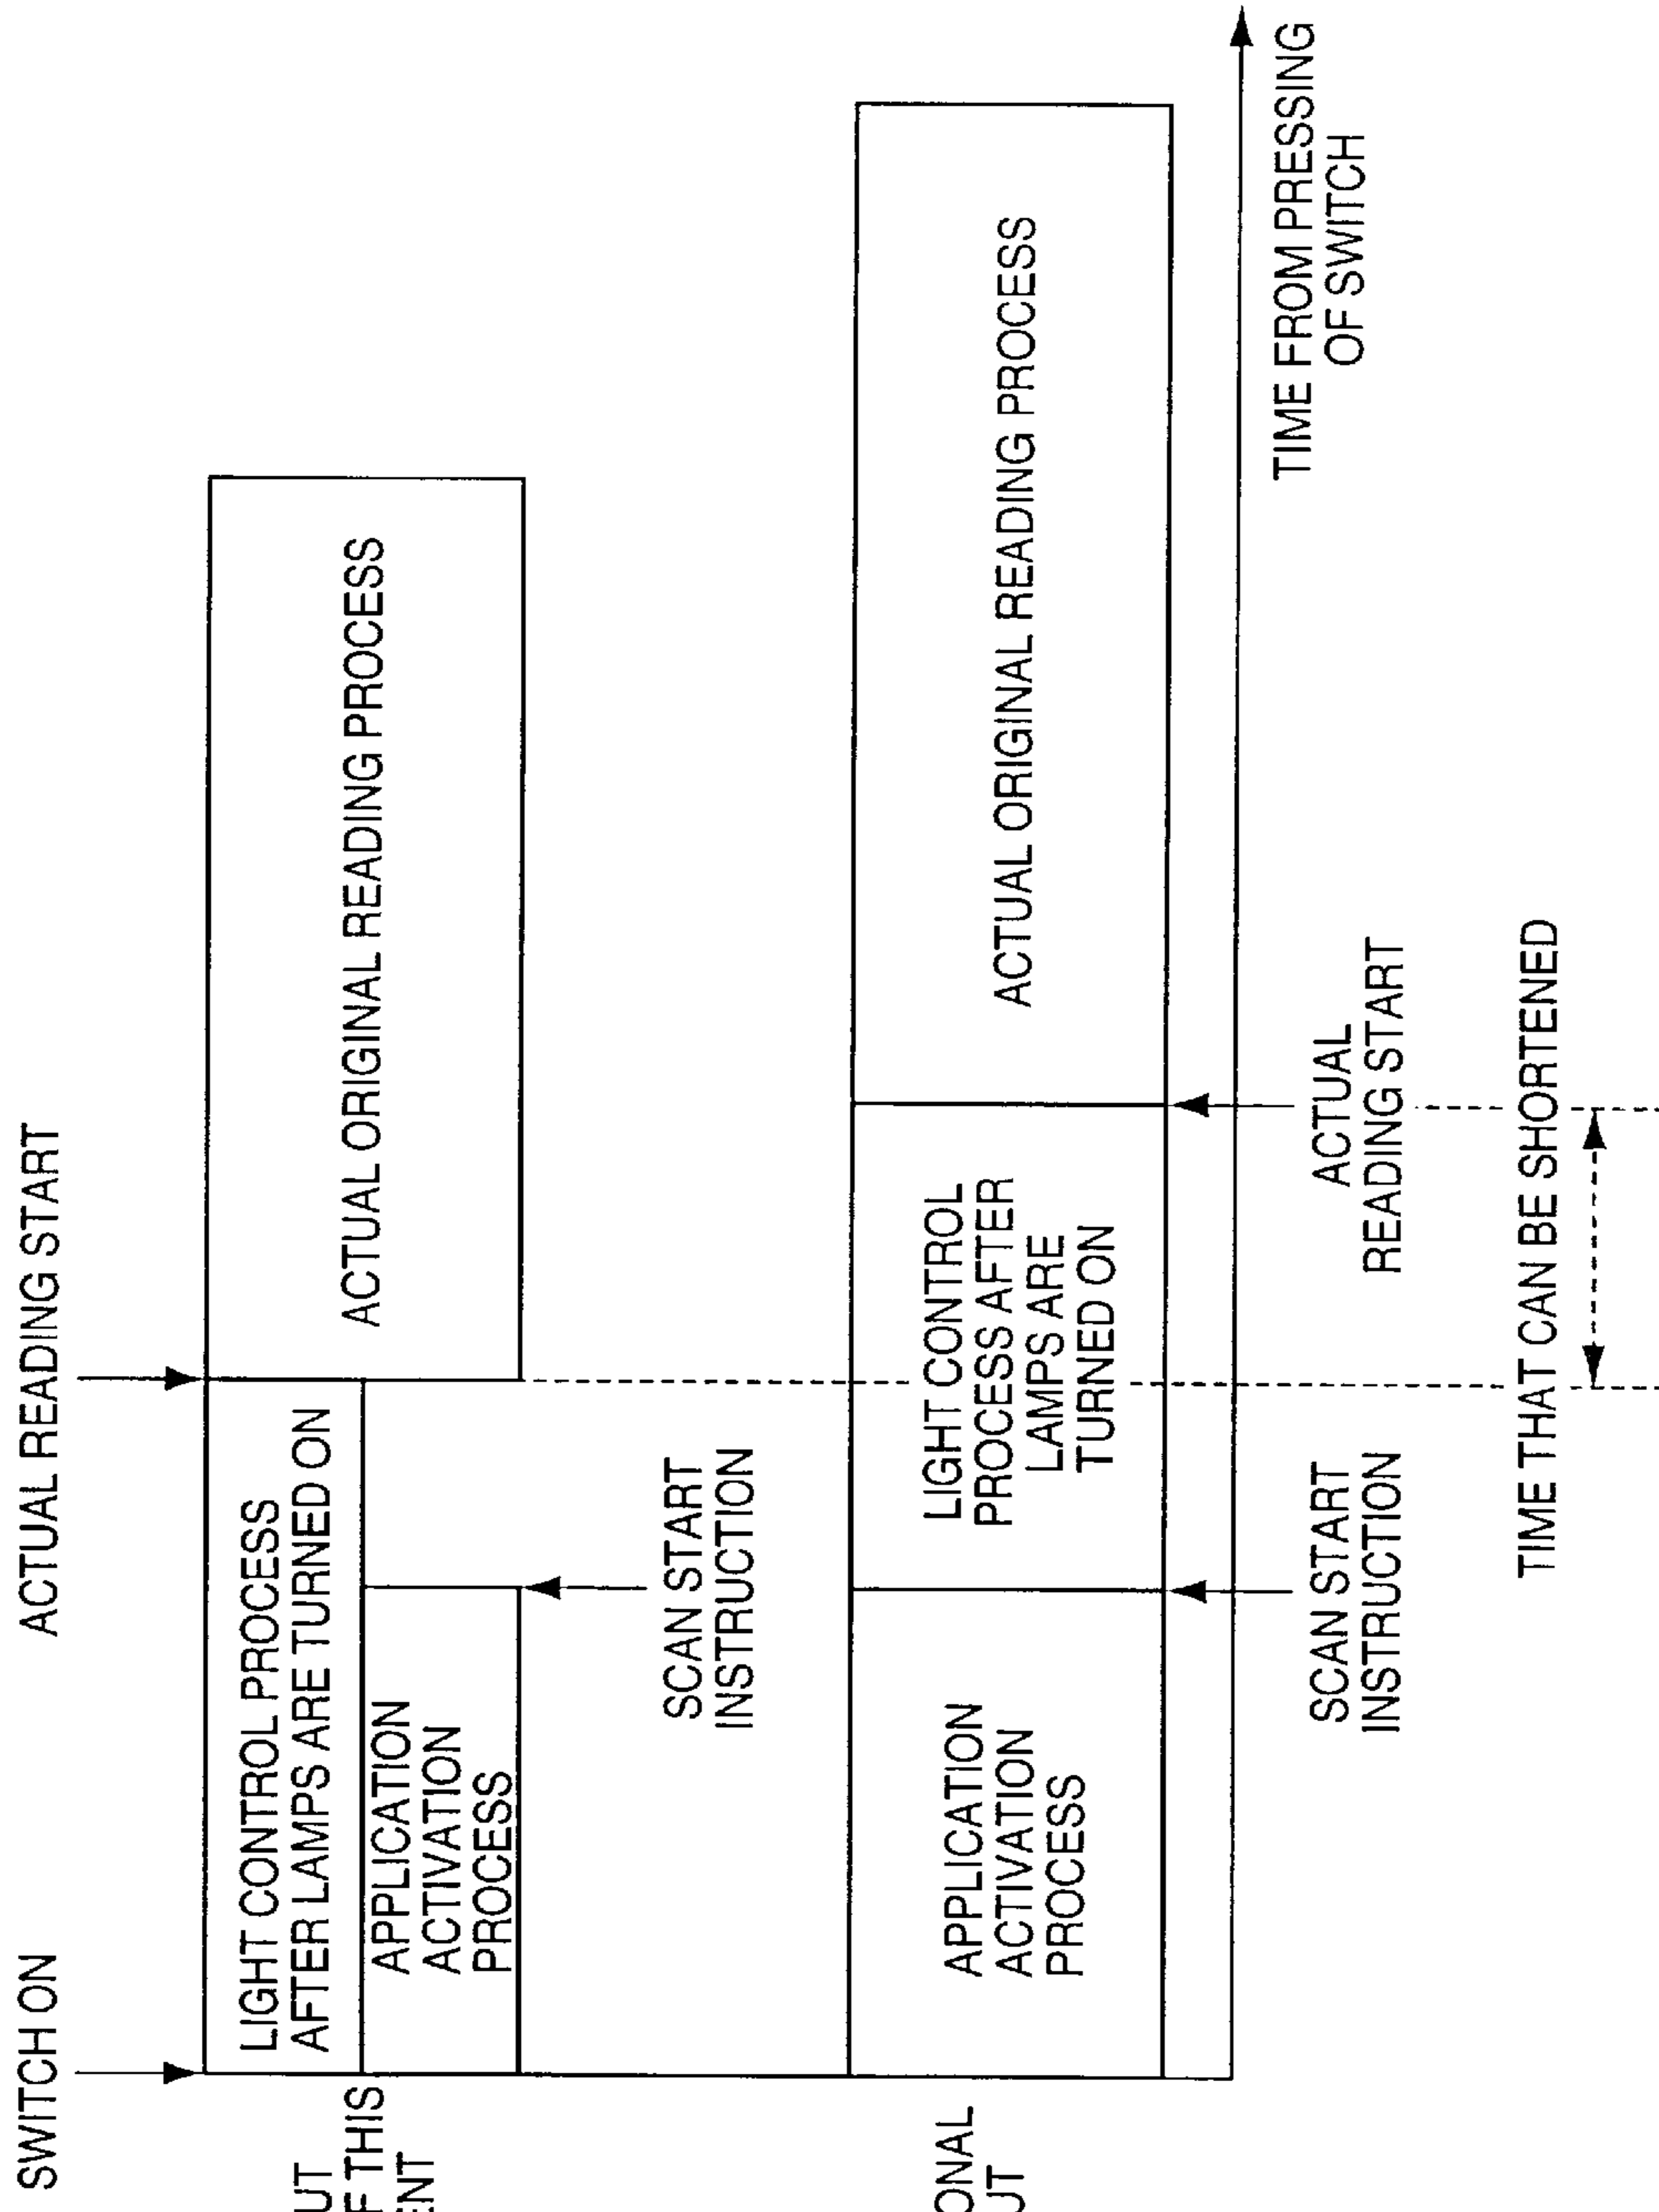 SWITCH ON
ACTUAL READING START
LIGHT CONTROL PROCESS
AFTER LAMPS ARE TURNED ON
ACTUAL ORIGINAL READING PROCESS
APPLICATION
ACTIVATION
PROCESS
THIS
SCAN START
INSTRUCTION
APPLICATION
ACTIVATION
PROCESS
LIGHT CONTROL
PROCESS AFTER
LAMPS ARE
TURNED ON
ACTUAL ORIGINAL READING PROCESS
TIME FROM PRESSING
OF SWITCH
SCAN START
INSTRUCTION
ACTUAL
READING START
TIME THAT CAN BE SHORTENED